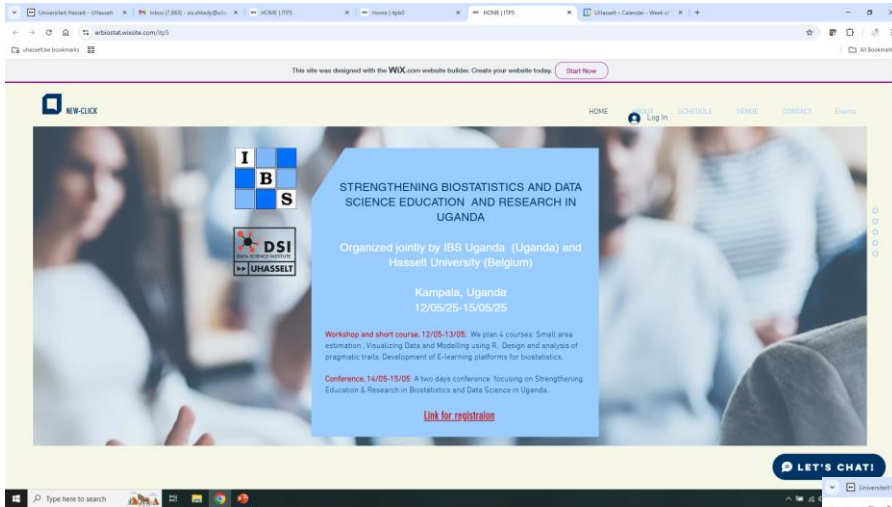 Universiteit Hasselt - UHasselt
HOME | ITP5
Home | itpls0
HOME | ITP5
UHasselt – Calendar - Week or
erbiostat.wixsite.com/itp5
uhasselt.be bookmarks
All Bookmark
This site was designed with the WiX.com website builder. Create your website today.
Start Now
NEW-CLICK
HOME
ABOUT
SCHEDULE
VENUE
CONTACT
Events
Log In
I
B
S
DSI
DATA SCIENCE INSTITUTE
UHASSELT
STRENGTHENING BIOSTATISTICS AND DATA
SCIENCE EDUCATION AND RESEARCH IN
UGANDA
Organized jointly by IBS Uganda (Uganda) and
Hasselt University (Belgium)
Kampala, Uganda
12/05/25-15/05/25
Workshop and short course, 12/05-13/05: We plan 4 courses: Small area
estimation , Visualizing Data and Modelling using R, Design and analysis of
pragmatic trails, Development of E-learning platforms for biostatistics.
Conference, 14/05-15/05: A two days conference focusing on Strengthening
Education & Research in Biostatistics and Data Science in Uganda.
Link for registraion
LET'S CHAT!
Type here to search
Universiteit